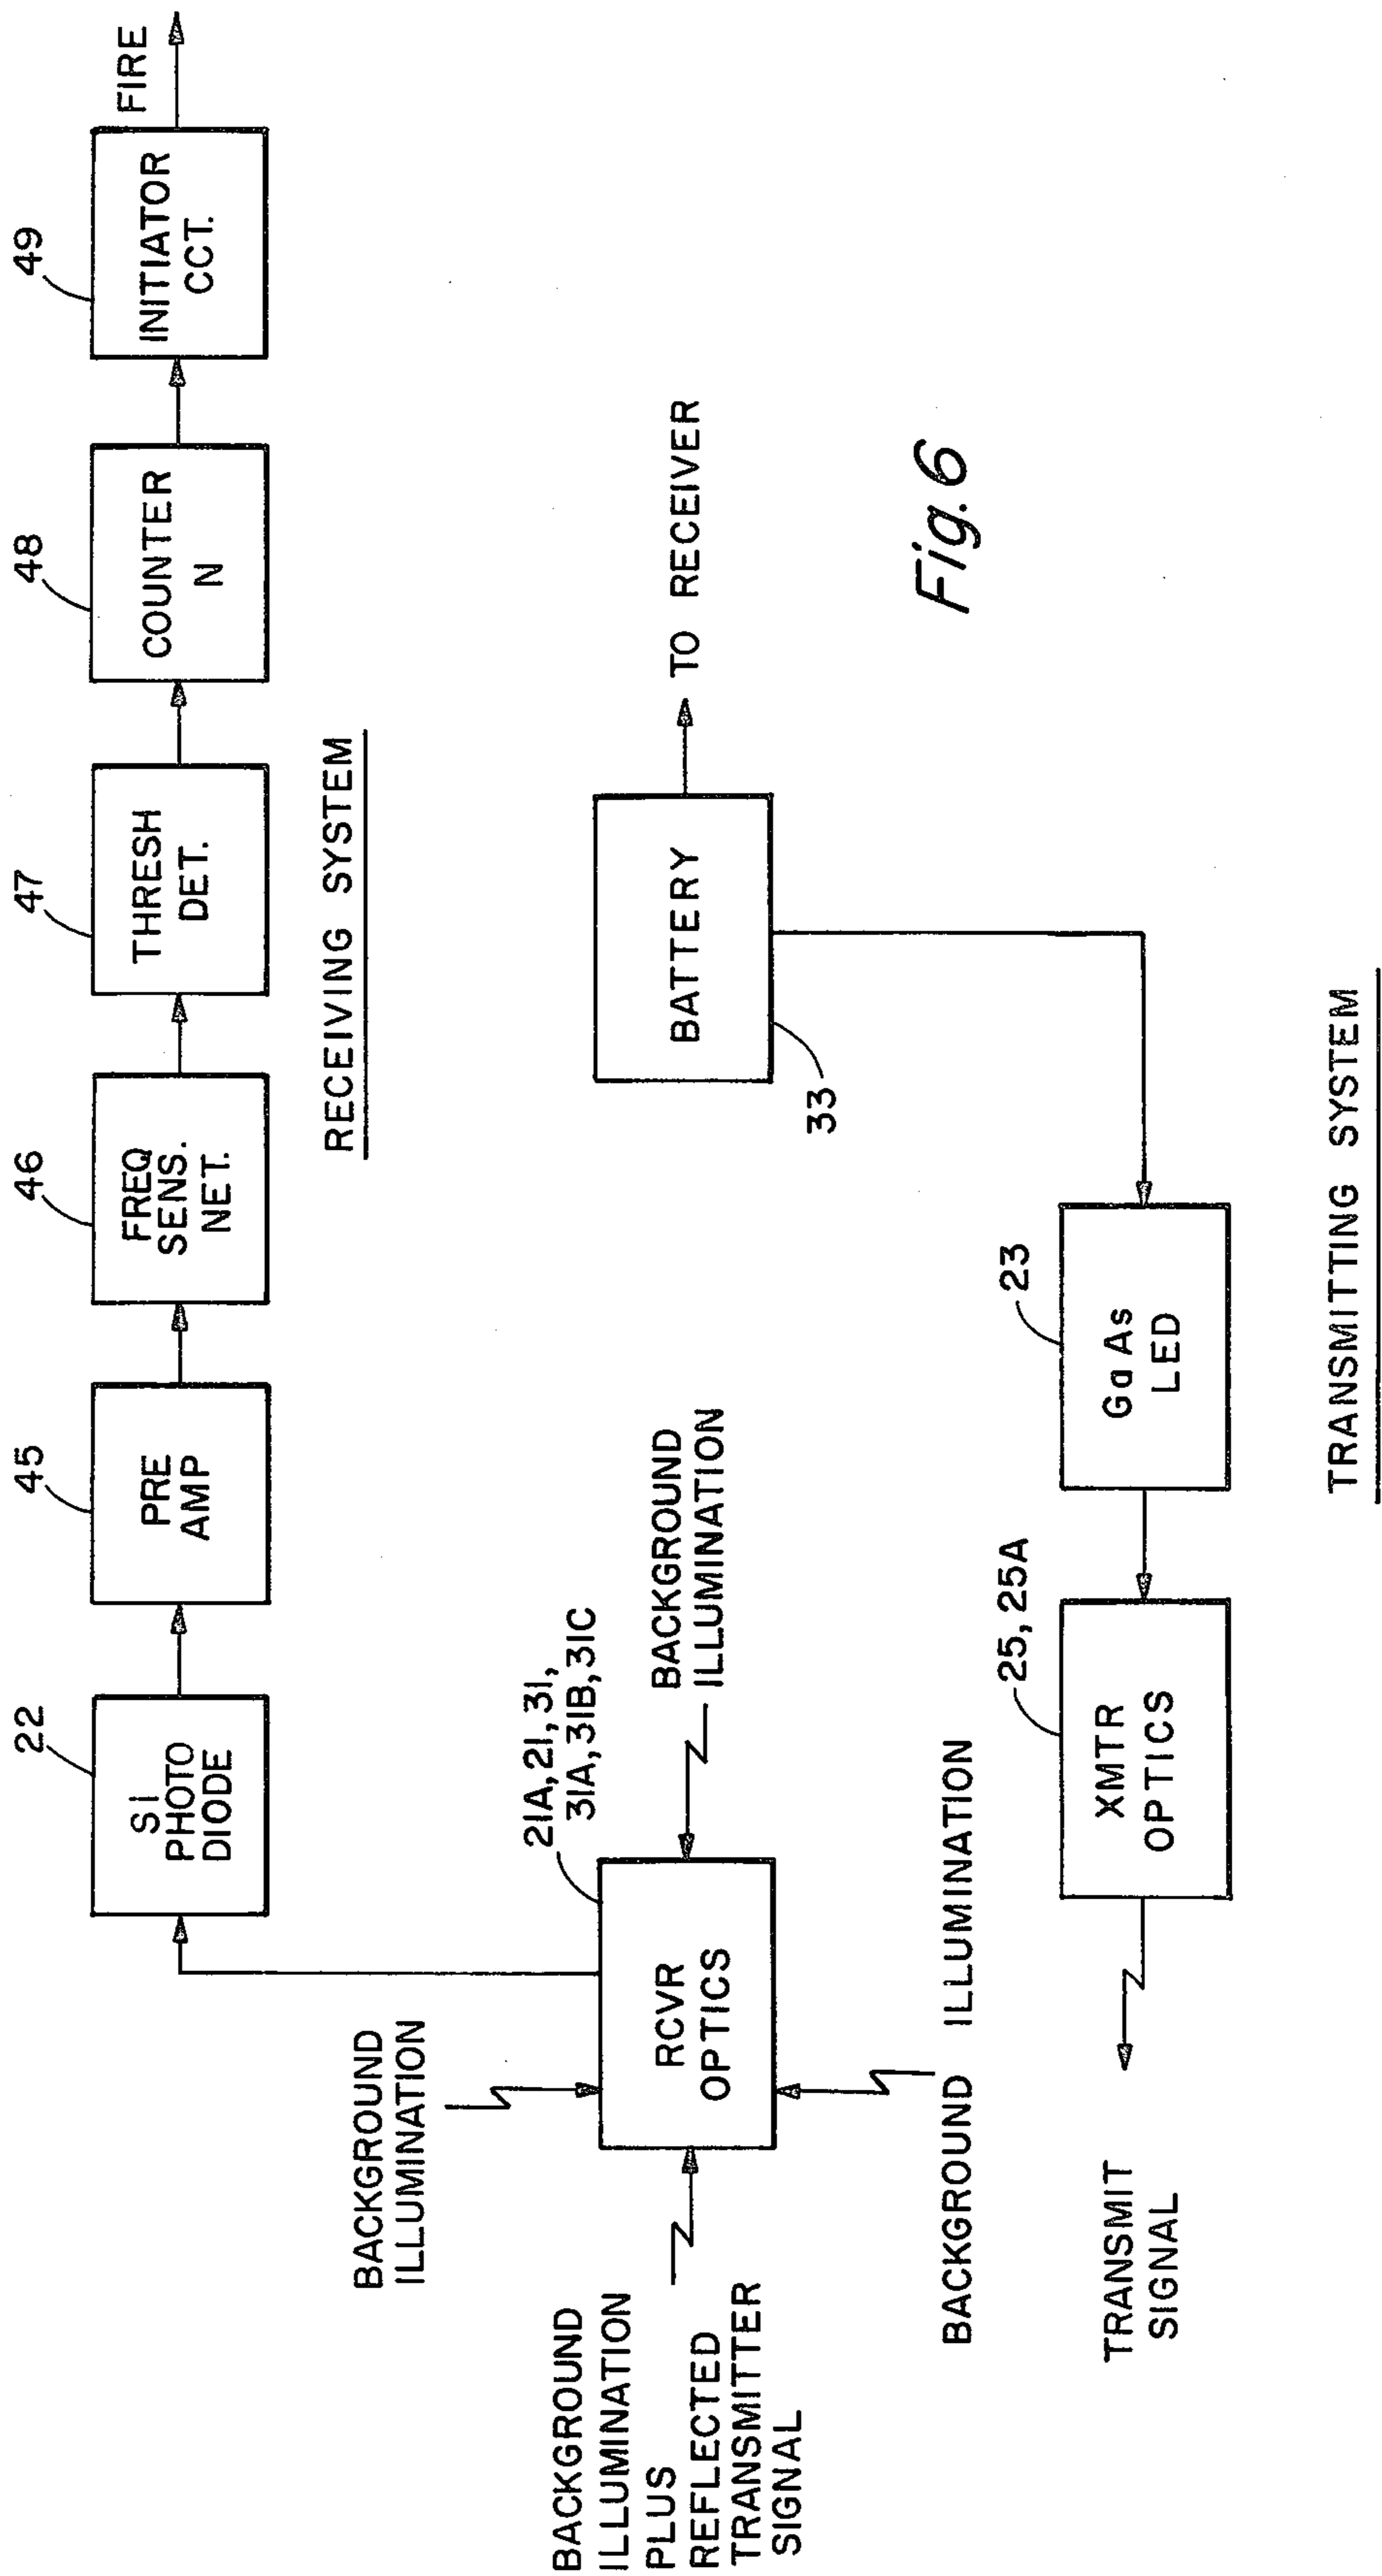 49
48
47
46
45
22
INITIATOR
CCT.
FIRE
COUNTER
N
THRESH
DET.
FREQ
SENS.
NET.
PRE
AMP
SI
PHOTO
DIODE
RECEIVING SYSTEM
BACKGROUND
ILLUMINATION
21A, 21, 31,
31A, 31B, 31C
RCVR
OPTICS
BACKGROUND
ILLUMINATION
BACKGROUND
ILLUMINATION
PLUS
REFLECTED
TRANSMITTER
SIGNAL
BACKGROUND ILLUMINATION
BATTERY
33
TO RECEIVER
Fig. 6
23
GaAs
LED
25, 25A
XMTR
OPTICS
TRANSMIT
SIGNAL
TRANSMITTING SYSTEM